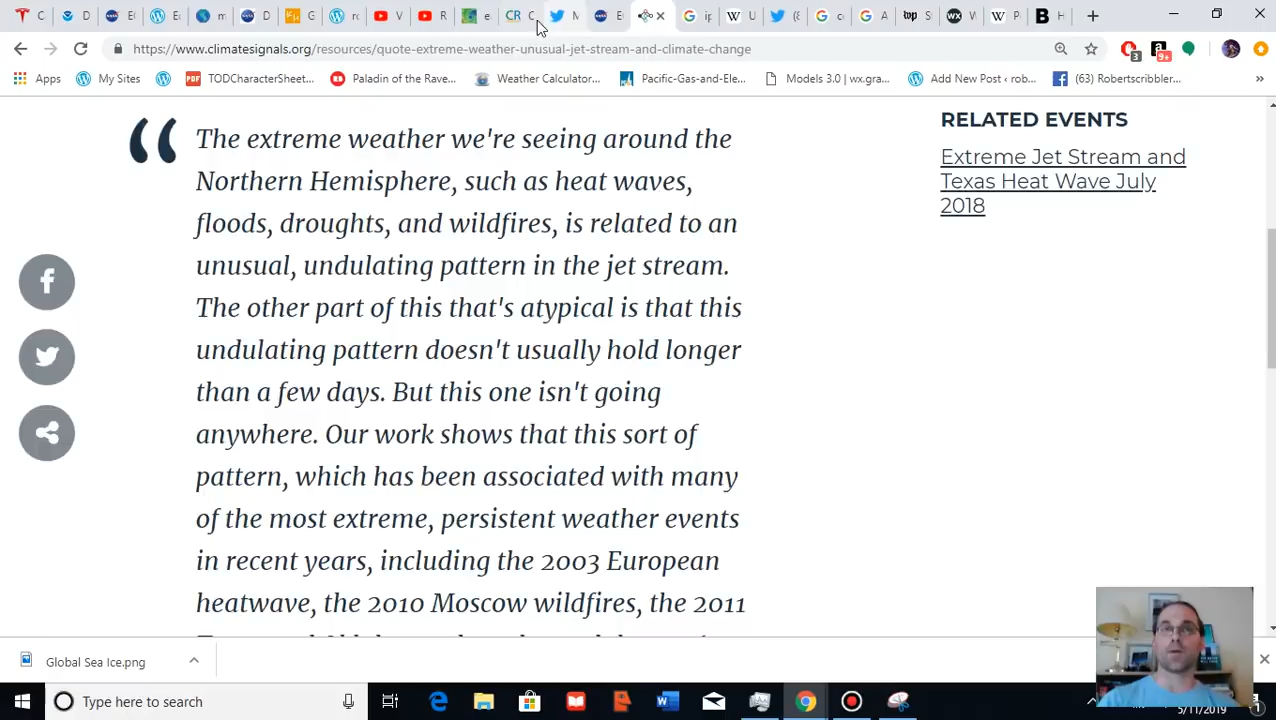 D
E
W
m
D
G
r
V
R
e
CR
C
M
E
G ip
W U
(8
G c
G A
wp S
wx W
W P
B H
https://www.climatesignals.org/resources/quote-extreme-weather-unusual-jet-stream-and-climate-change
3
9+
Apps
My Sites
TODCharacterSheet...
Paladin of the Rave...
Weather Calculator...
Pacific-Gas-and-Ele...
Models 3.0 | wx.gra...
Add New Post ‹ rob...
(63) Robertscribbler...
»
“ The extreme weather we're seeing around the
Northern Hemisphere, such as heat waves,
floods, droughts, and wildfires, is related to an
unusual, undulating pattern in the jet stream.
The other part of this that's atypical is that this
undulating pattern doesn't usually hold longer
than a few days. But this one isn't going
anywhere. Our work shows that this sort of
pattern, which has been associated with many
of the most extreme, persistent weather events
in recent years, including the 2003 European
heatwave, the 2010 Moscow wildfires, the 2011
RELATED EVENTS
Extreme Jet Stream and
Texas Heat Wave July
2018
Global Sea Ice.png
Type here to search
5/11/2019